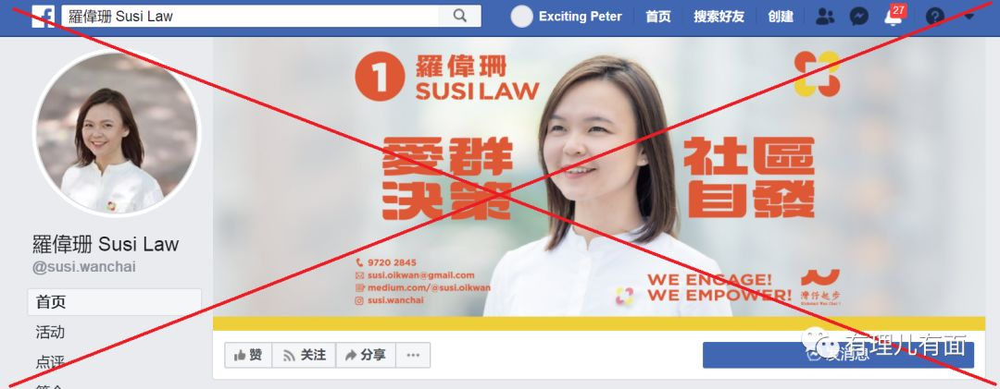 羅偉珊 Susi Law
Exciting Peter
首页
搜索好友
创建
27
1
羅偉珊
SUSI LAW
愛群
決策
社區
自發
9720 2845
susi.oikwan@gmail.com
medium.com/@susi.oikwan
susi.wanchai
WE ENGAGE!
WE EMPOWER!
灣仔起步
Kickstart Wan Chai
羅偉珊 Susi Law
@susi.wanchai
首页
活动
点评
赞
关注
分享
发消息
有理儿有面